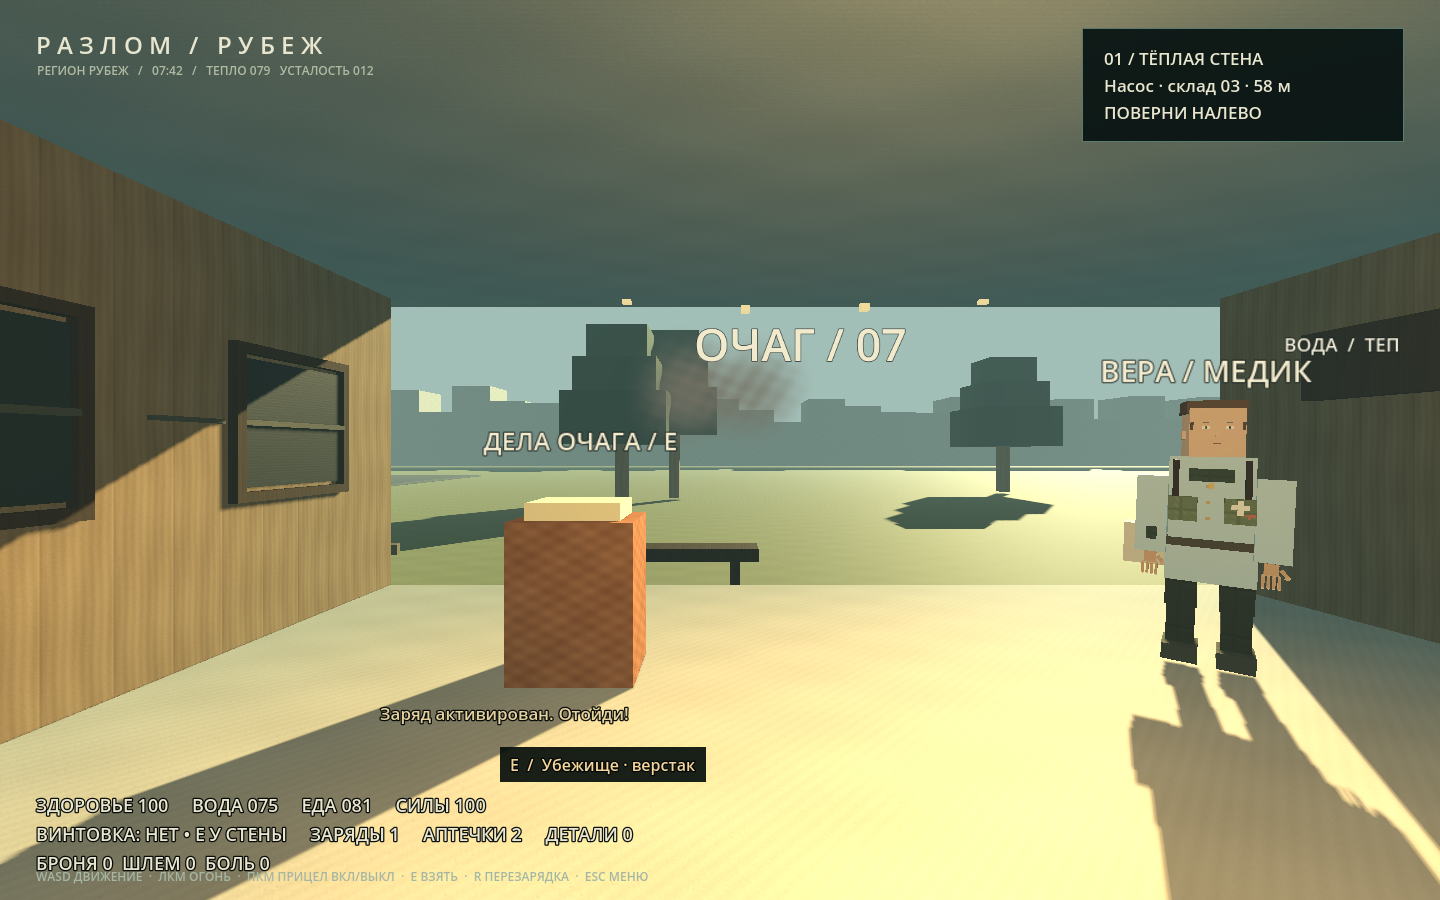 РАЗЛОМ / РУБЕЖ
РЕГИОН РУБЕЖ / 07:42 / ТЕПЛО 079 УСТАЛОСТЬ 012
01 / ТЁПЛАЯ СТЕНА
Насос · склад 03 · 58 м
ПОВЕРНИ НАЛЕВО
ОЧАГ / 07
ВОДА / ТЕП
ВЕРА / МЕДИК
ДЕЛА ОЧАГА / E
Заряд активирован. Отойди!
E / Убежище · верстак
ЗДОРОВЬЕ 100 ВОДА 075 ЕДА 081 СИЛЫ 100
ВИНТОВКА: НЕТ • E У СТЕНЫ ЗАРЯДЫ 1 АПТЕЧКИ 2 ДЕТАЛИ 0
БРОНЯ 0 ШЛЕМ 0 БОЛЬ 0
WASD ДВИЖЕНИЕ · ЛКМ ОГОНЬ · ПКМ ПРИЦЕЛ ВКЛ/ВЫКЛ · E ВЗЯТЬ · R ПЕРЕЗАРЯДКА · ESC МЕНЮ